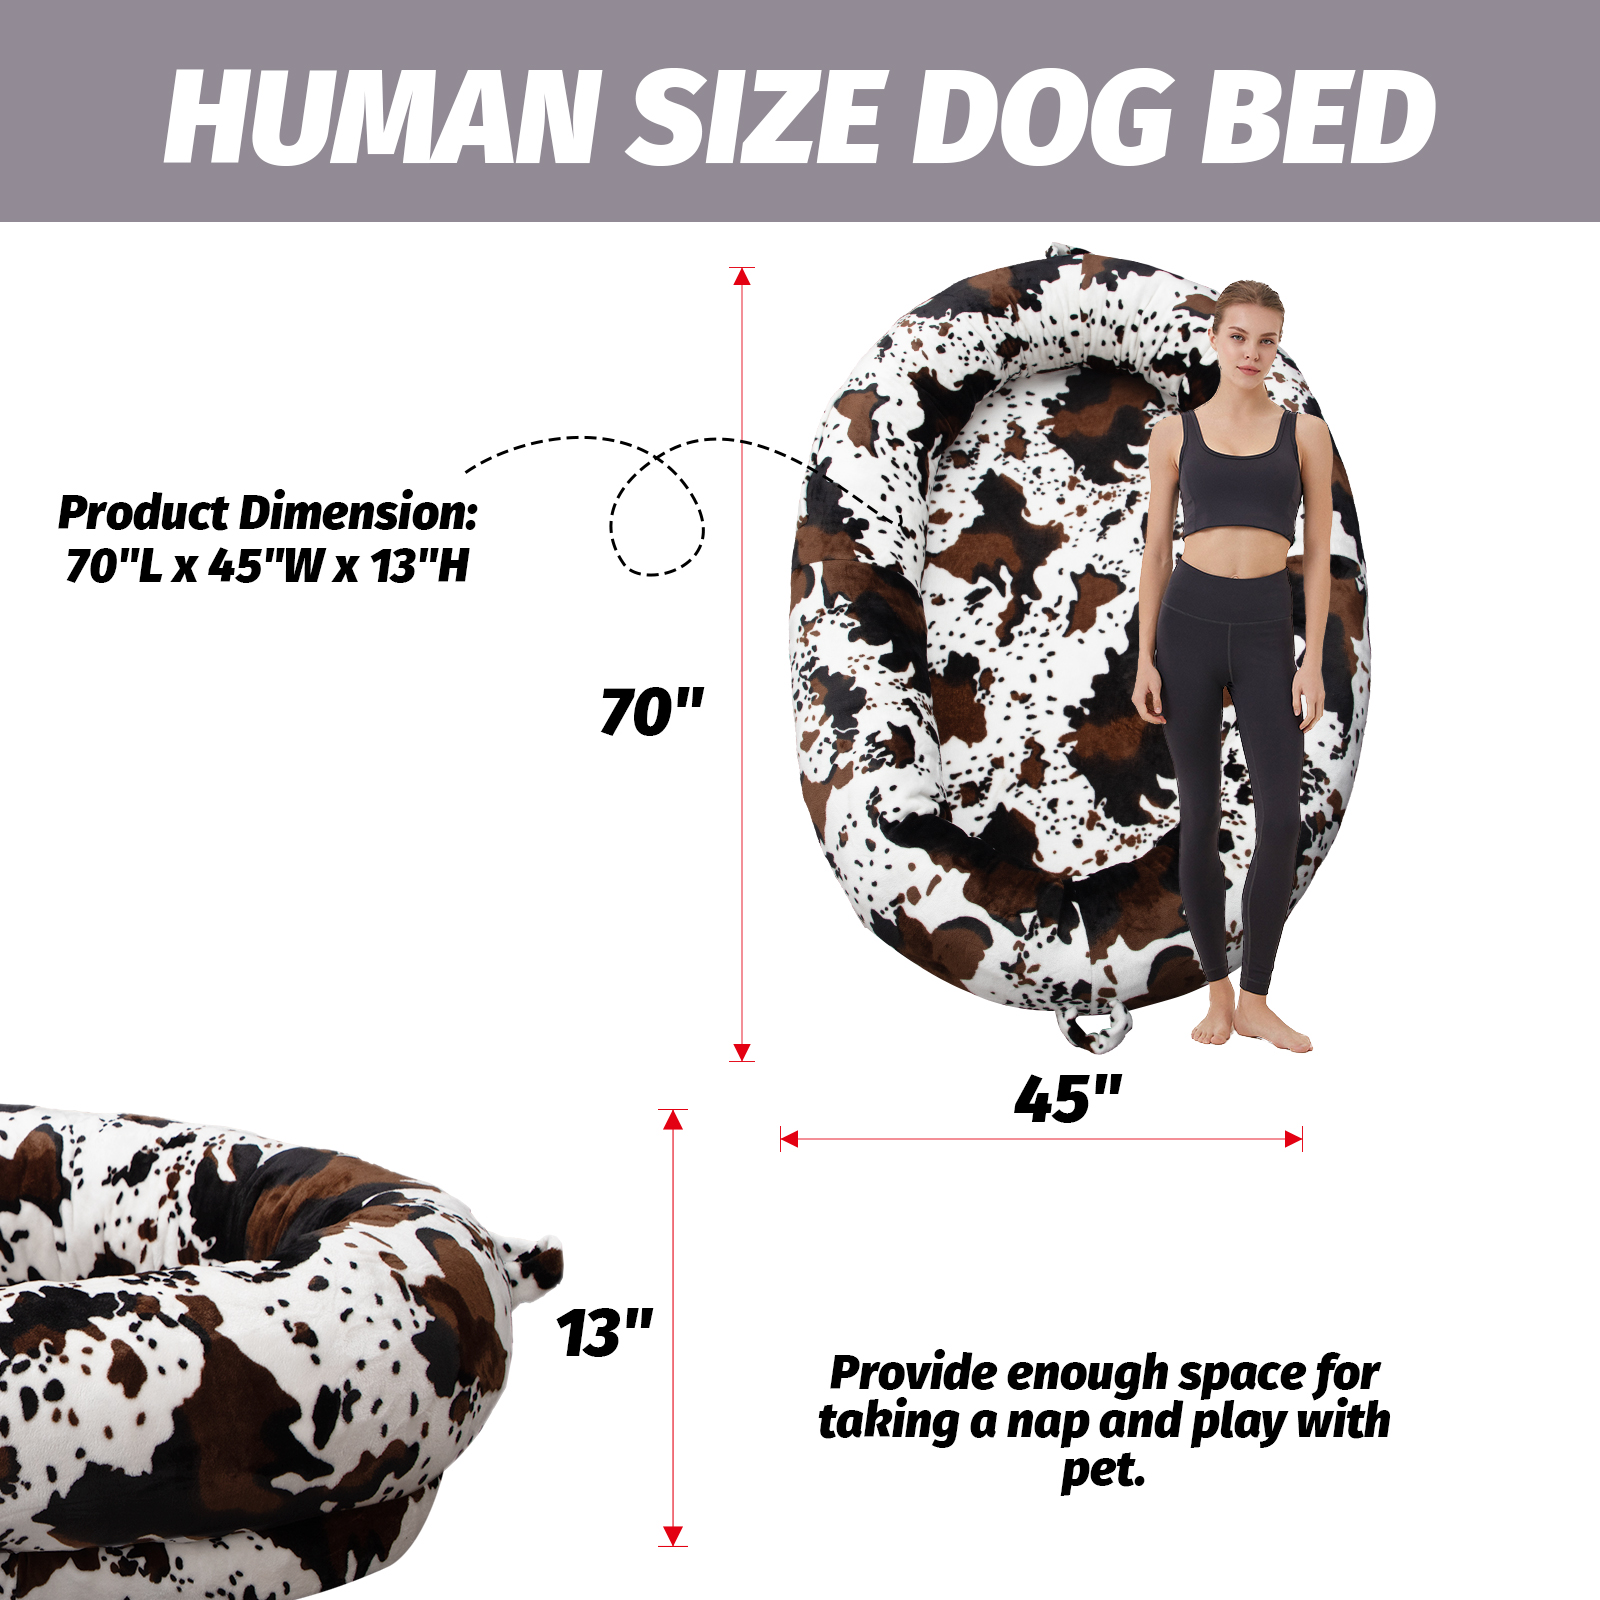 HUMAN SIZE DOG BED
Product Dimension:
70"L x 45"W x 13"H
70"
45"
13"
Provide enough space for
taking a nap and play with
pet.